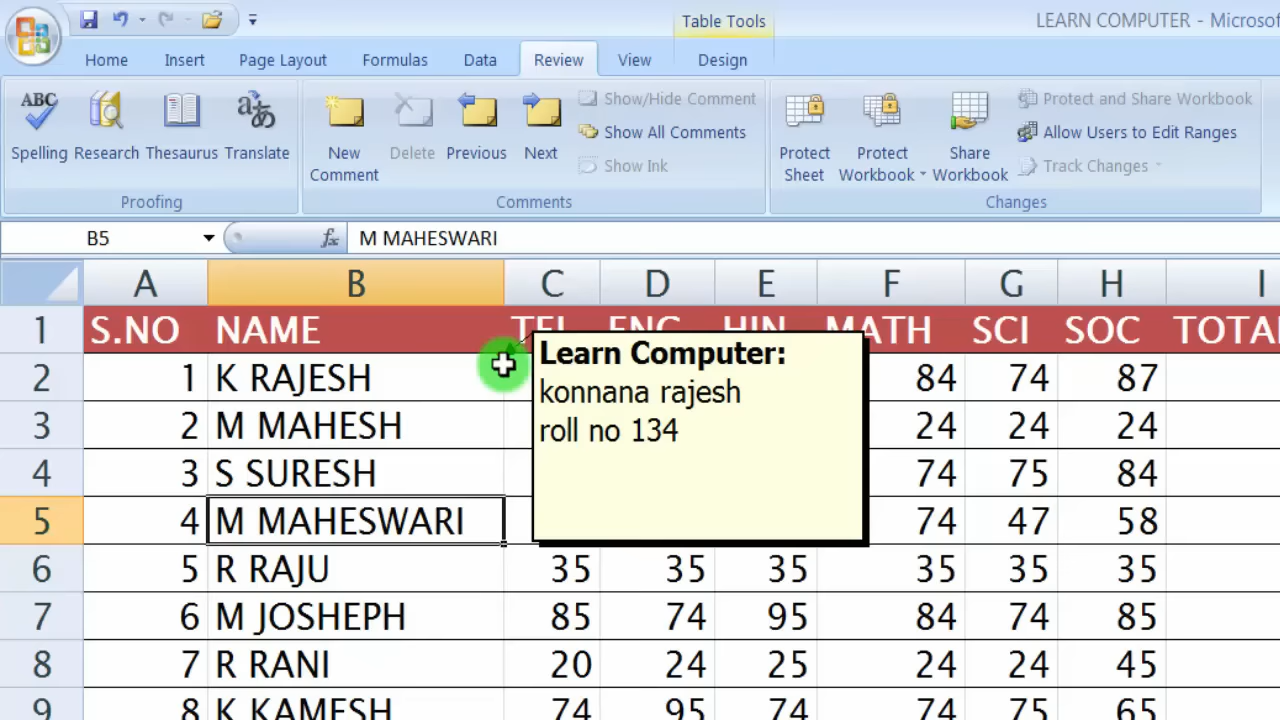 Table Tools
LEARN COMPUTER - Microsof
Home Insert Page Layout Formulas Data Review View Design
ABC
Spelling Research Thesaurus Translate
New Comment
Delete Previous Next
Show/Hide Comment
Show All Comments
Show Ink
Protect Sheet
Protect Workbook
Share Workbook
Protect and Share Workbook
Allow Users to Edit Ranges
Track Changes
Proofing Comments Changes
B5 fx M MAHESWARI
A B C D E F G H I
1 S.NO NAME TEL ENG HIN MATH SCI SOC TOTA
Learn Computer:
konnana rajesh
roll no 134
2 1 K RAJESH 84 74 87
3 2 M MAHESH 24 24 24
4 3 S SURESH 74 75 84
5 4 M MAHESWARI 74 47 58
6 5 R RAJU 35 35 35 35 35 35
7 6 M JOSHEPH 85 74 95 84 74 85
8 7 R RANI 20 24 25 24 24 45
9 8 K KAMESH 74 95 74 74 75 65